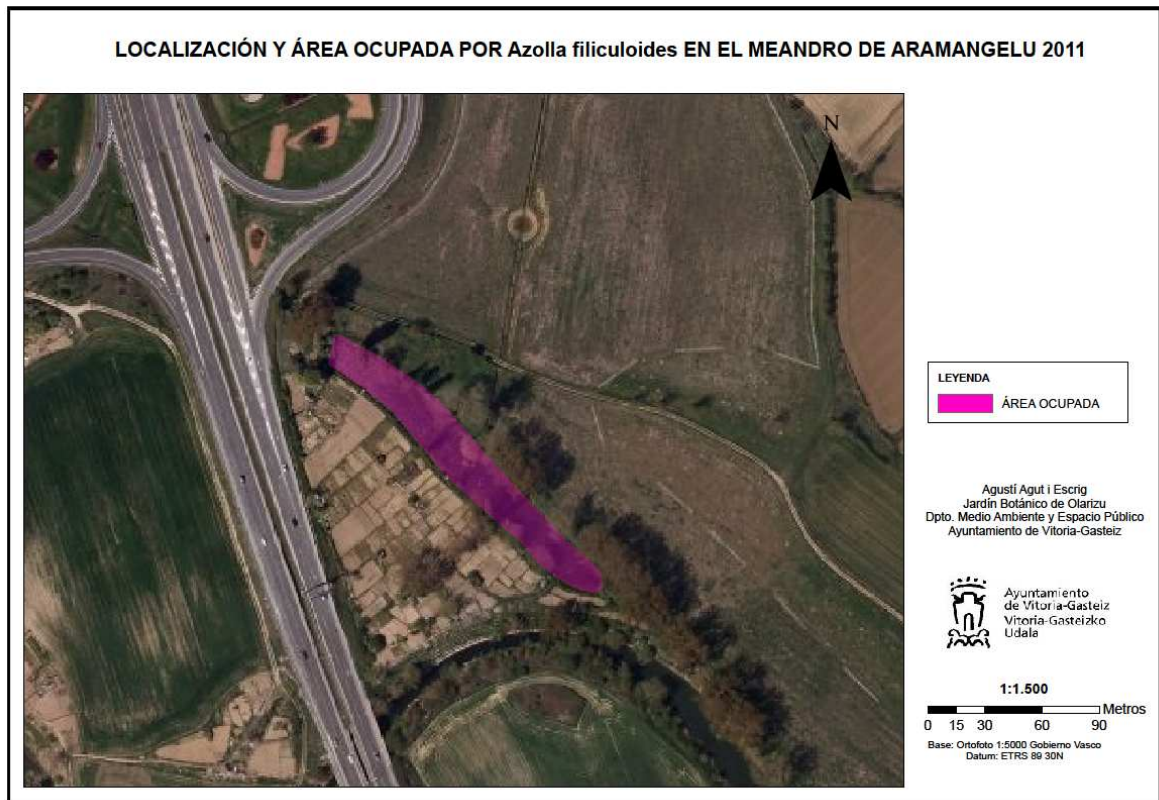 LOCALIZACIÓN Y ÁREA OCUPADA POR Azolla filiculoides EN EL MEANDRO DE ARAMANGELU 2011
N
LEYENDA
ÁREA OCUPADA
Agustí Agut i Escrig
Jardín Botánico de Olarizu
Dpto. Medio Ambiente y Espacio Público
Ayuntamiento de Vitoria-Gasteiz
Ayuntamiento
de Vitoria-Gasteiz
Vitoria-Gasteizko
Udala
1:1.500
Metros
0 15 30 60 90
Base: Ortofoto 1:5000 Gobierno Vasco
Datum: ETRS 89 30N